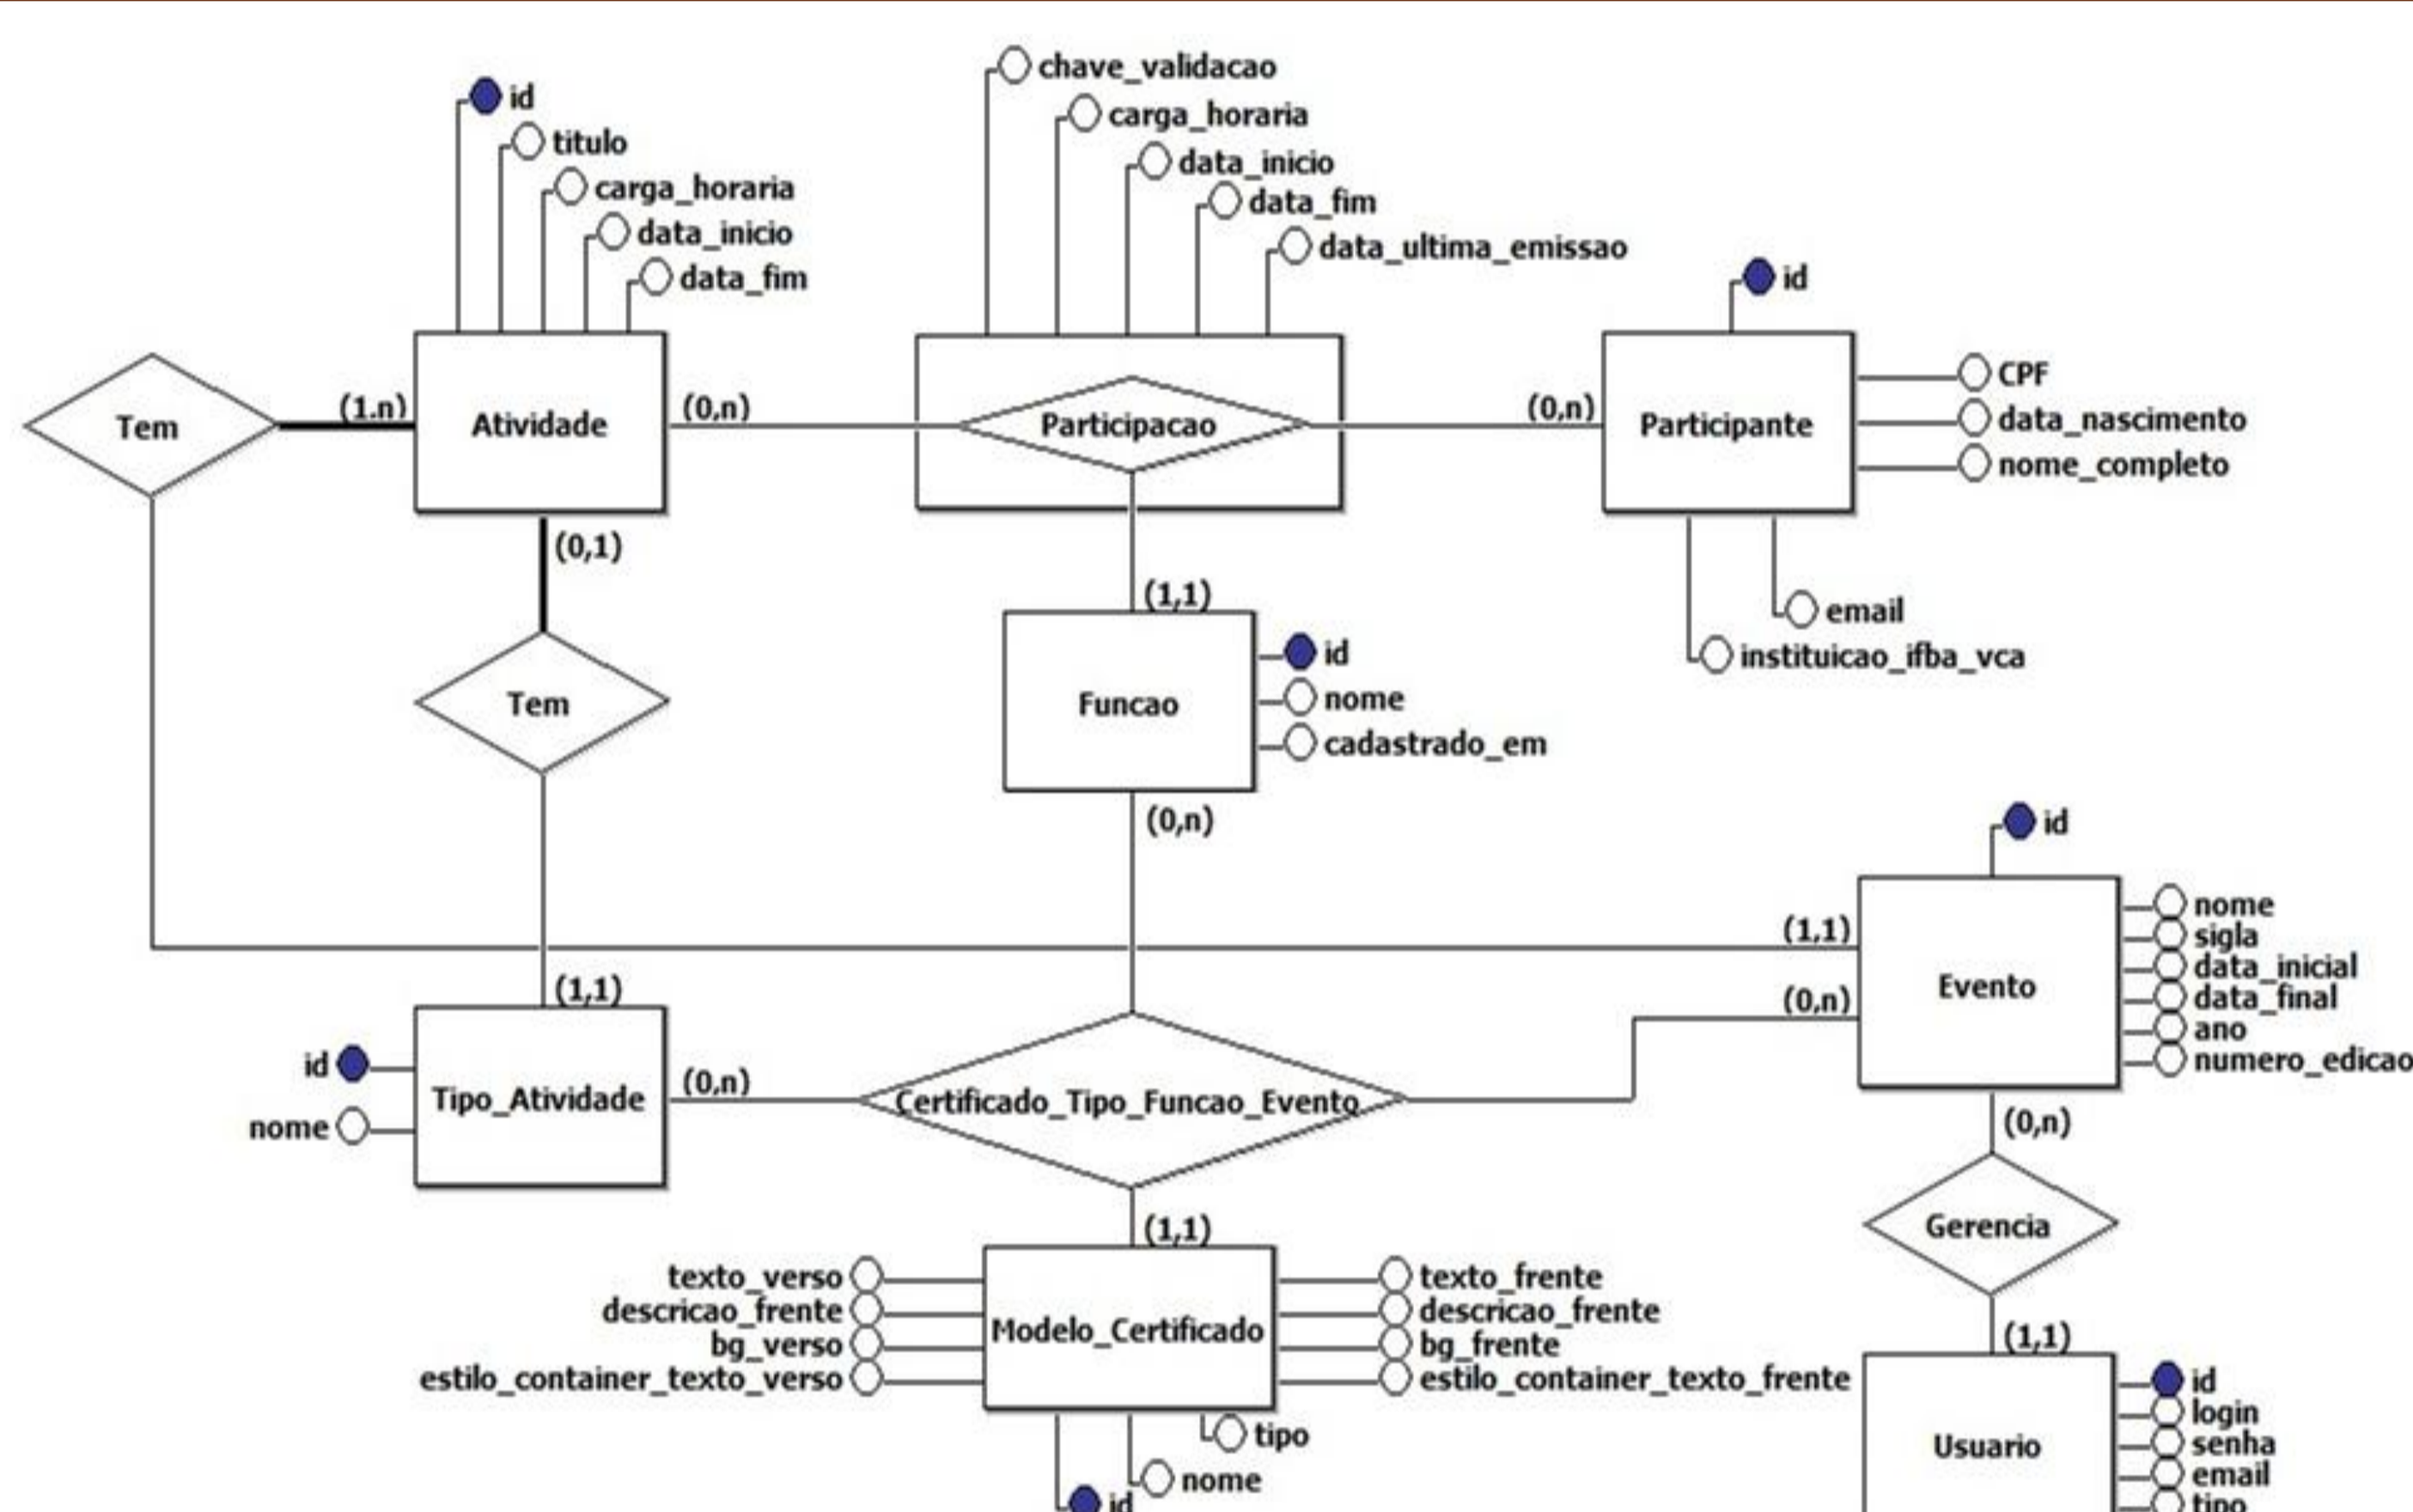 chave_validacao
id
carga_horaria
titulo
data_inicio
carga_horaria
data_fim
data_inicio
data_ultima_emissao
data_fim
id
Tem
(1.n)
Atividade
(0,n)
Participacao
(0,n)
Participante
CPF
data_nascimento
nome_completo
(0,1)
(1,1)
email
instituicao_ifba_vca
Tem
Funcao
id
nome
cadastrado_em
(0,n)
id
(1,1)
Evento
nome
sigla
data_inicial
data_final
ano
numero_edicao
(1,1)
(0,n)
id
nome
Tipo_Atividade
(0,n)
Certificado_Tipo_Funcao_Evento
(0,n)
Gerencia
(1,1)
texto_verso
descricao_frente
bg_verso
estilo_container_texto_verso
Modelo_Certificado
texto_frente
descricao_frente
bg_frente
estilo_container_texto_frente
(1,1)
Usuario
id
login
senha
email
tipo
tipo
nome
id